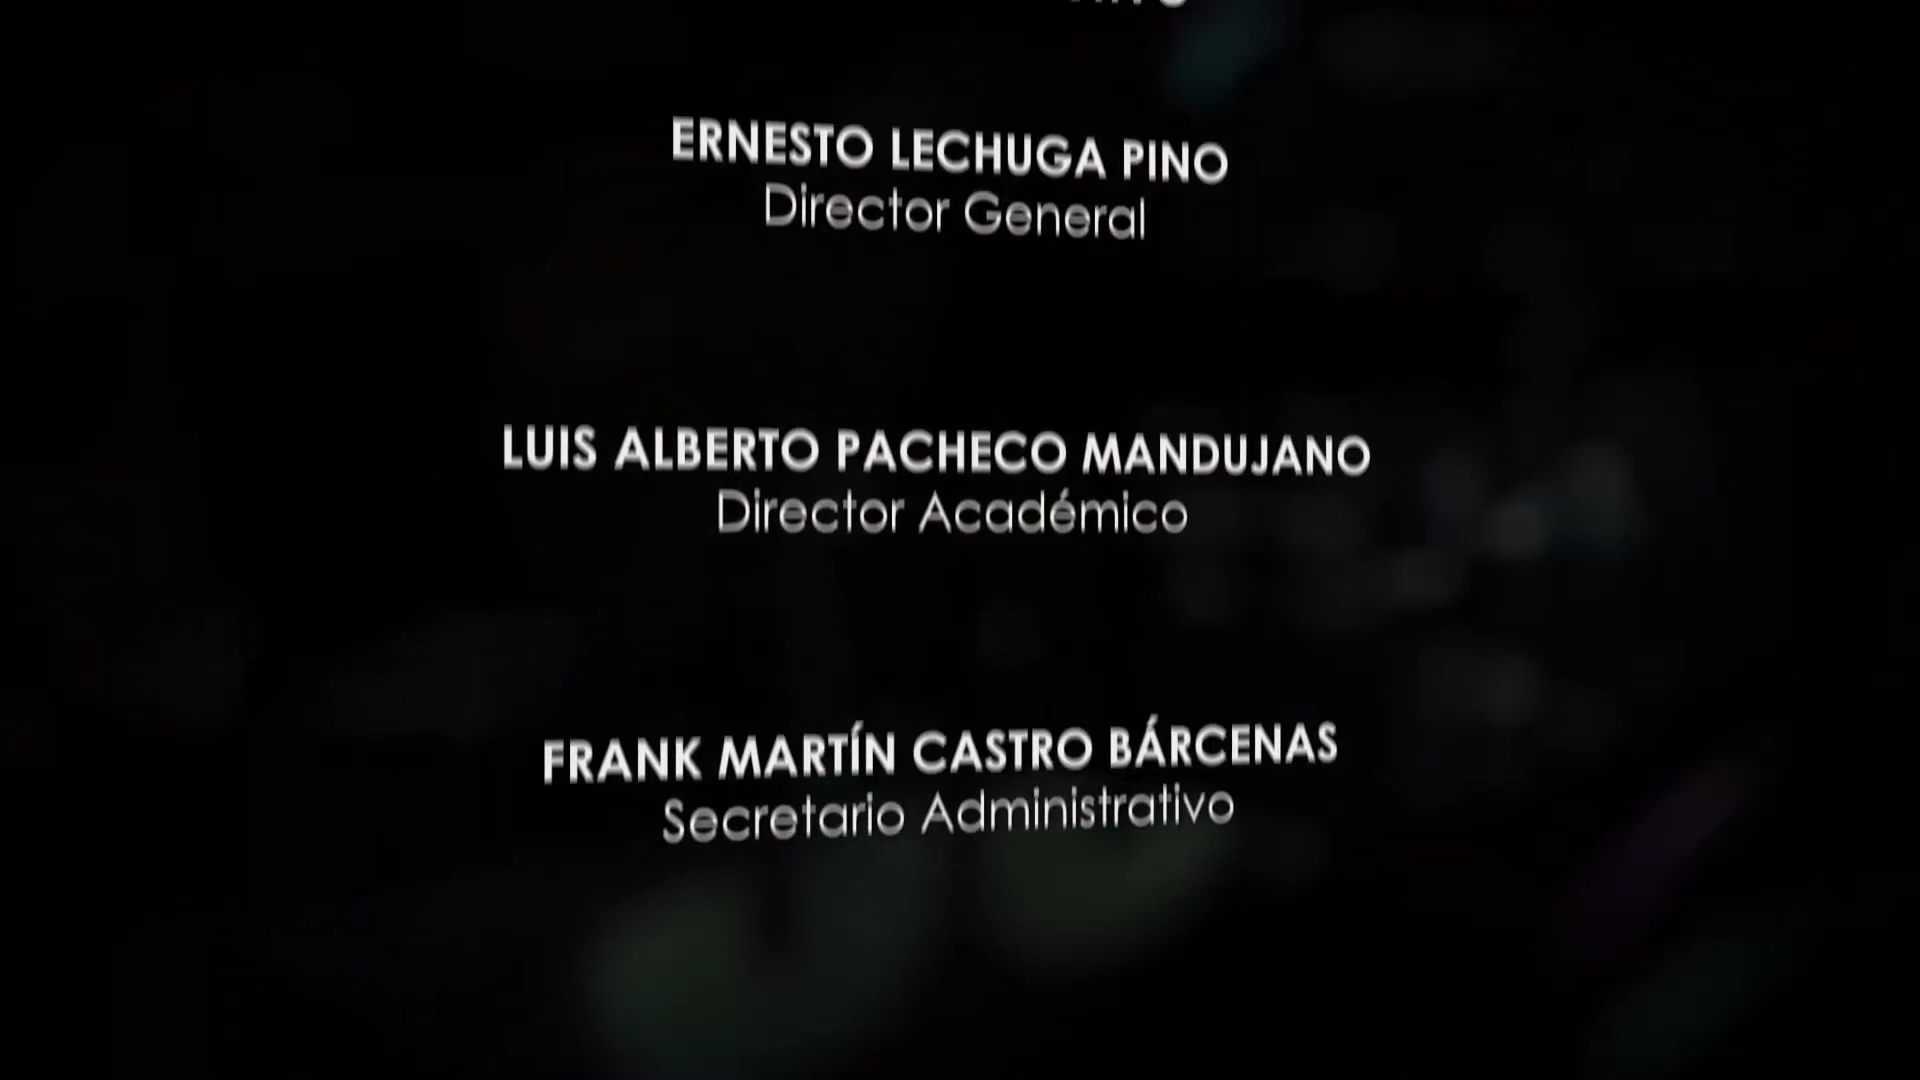 ERNESTO LECHUGA PINO
Director General
LUIS ALBERTO PACHECO MANDUJANO
Director Académico
FRANK MARTÍN CASTRO BÁRCENAS
Secretario Administrativo